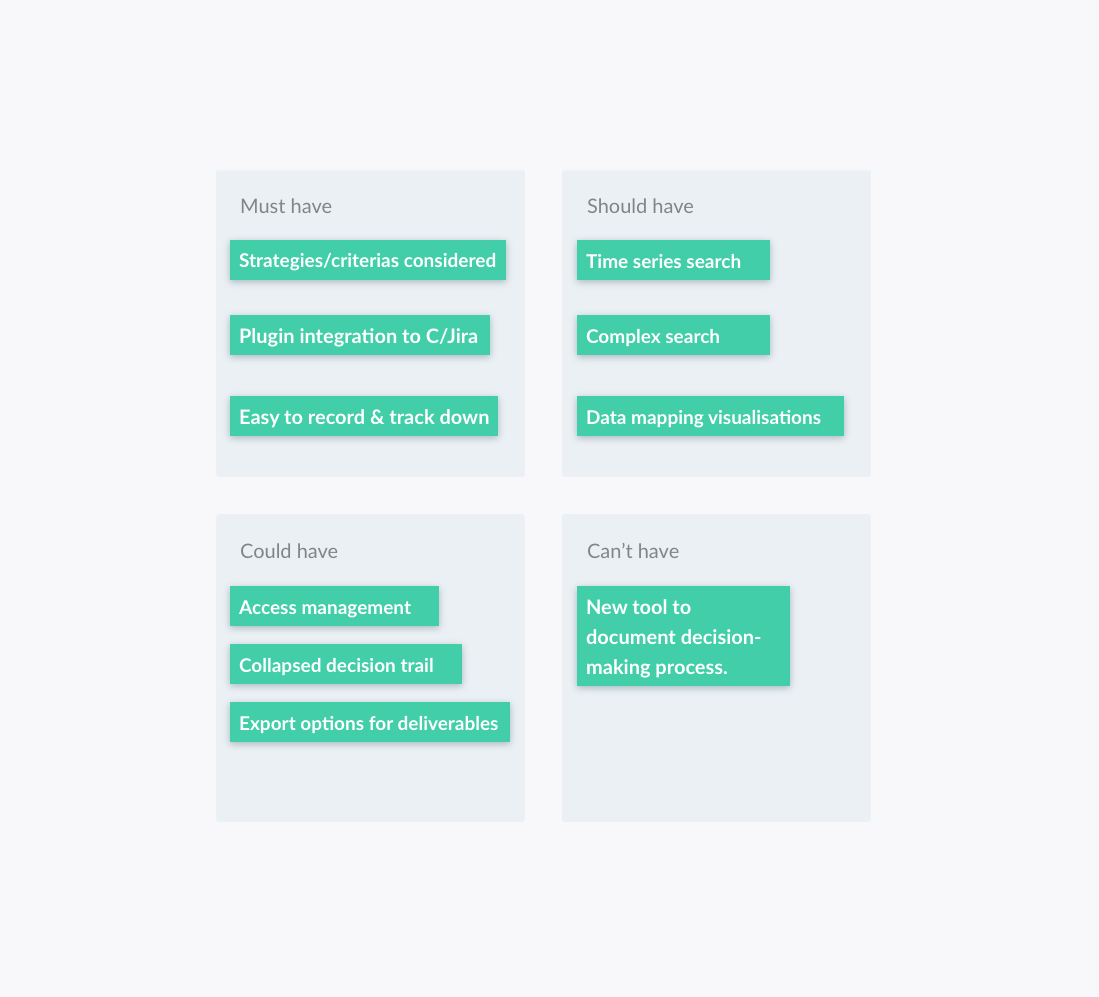 Must have
Strategies/criterias considered
Plugin integration to C/Jira
Easy to record & track down
Should have
Time series search
Complex search
Data mapping visualisations
Could have
Access management
Collapsed decision trail
Export options for deliverables
Can’t have
New tool to
document decision-
making process.